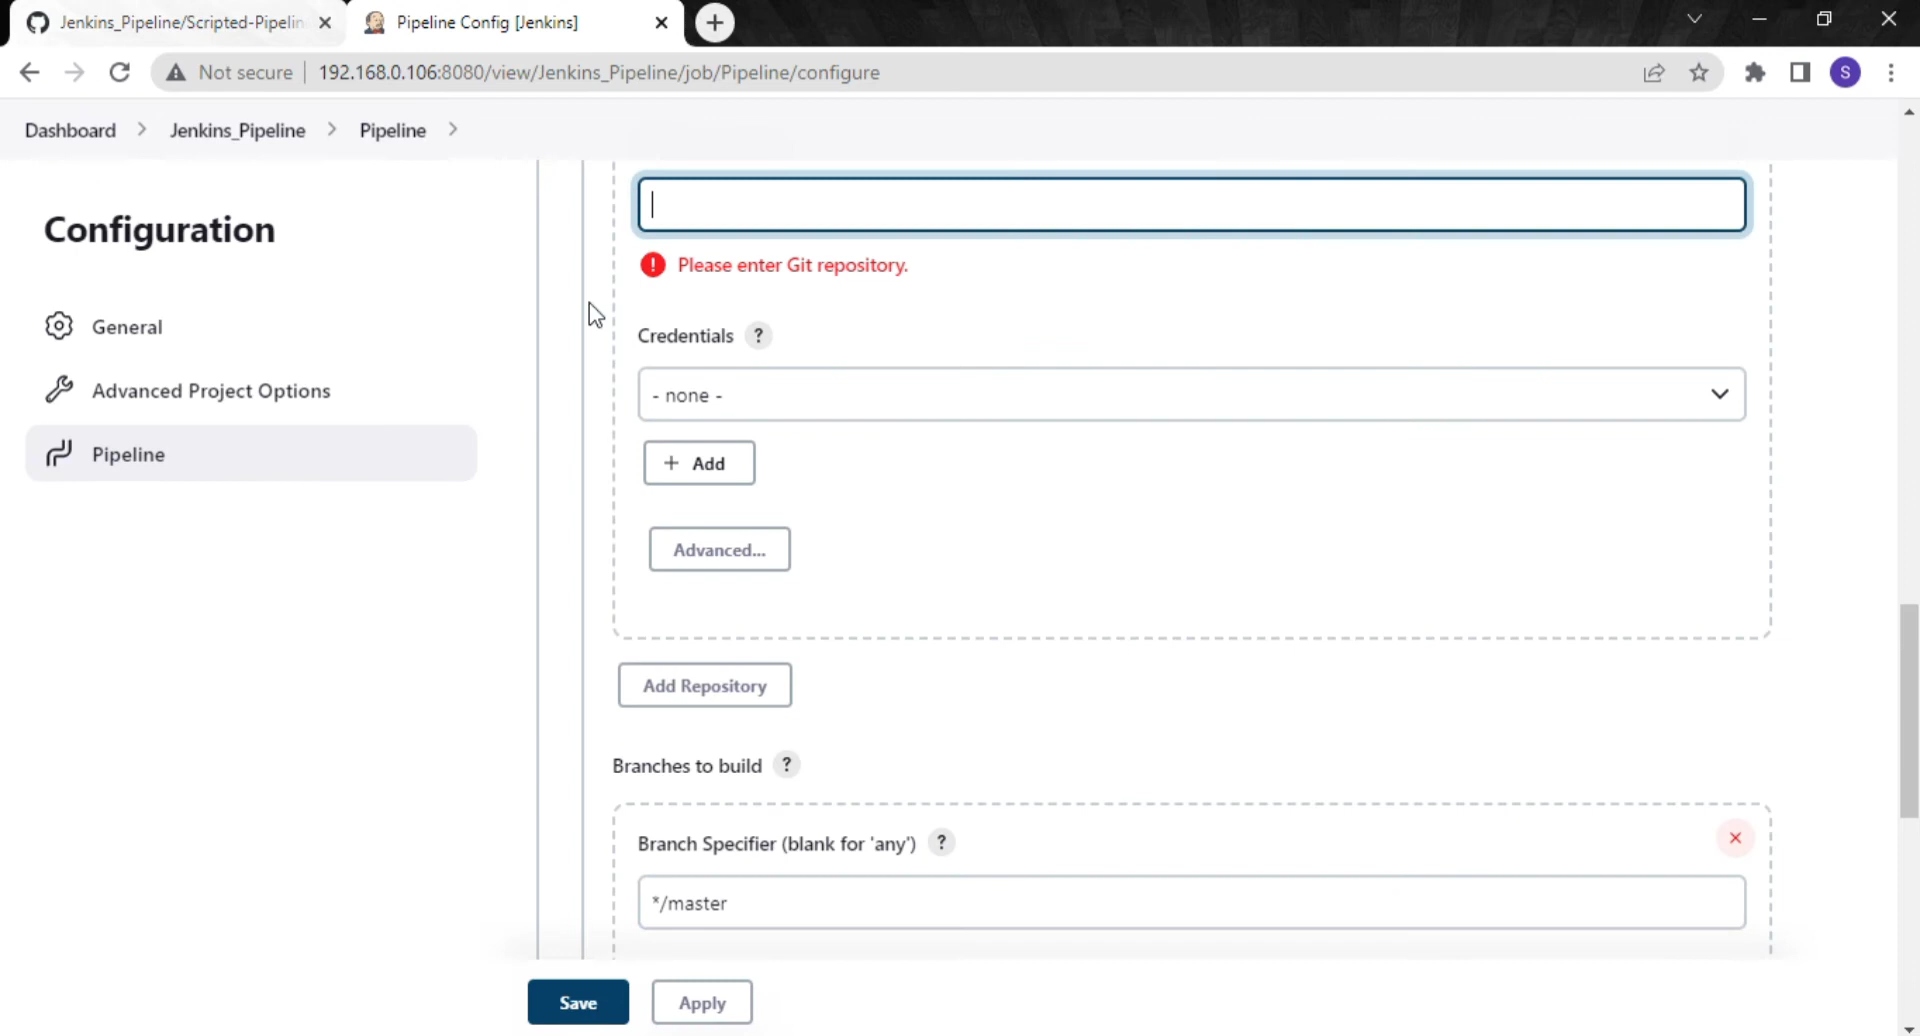 Jenkins_Pipeline/Scripted-Pipelin
Pipeline Config [Jenkins]
Not secure
192.168.0.106:8080/view/Jenkins_Pipeline/job/Pipeline/configure
S
Dashboard
Jenkins_Pipeline
Pipeline
Configuration
General
Advanced Project Options
Pipeline
Please enter Git repository.
Credentials ?
- none -
+ Add
Advanced...
Add Repository
Branches to build ?
Branch Specifier (blank for 'any') ?
*/master
Save
Apply